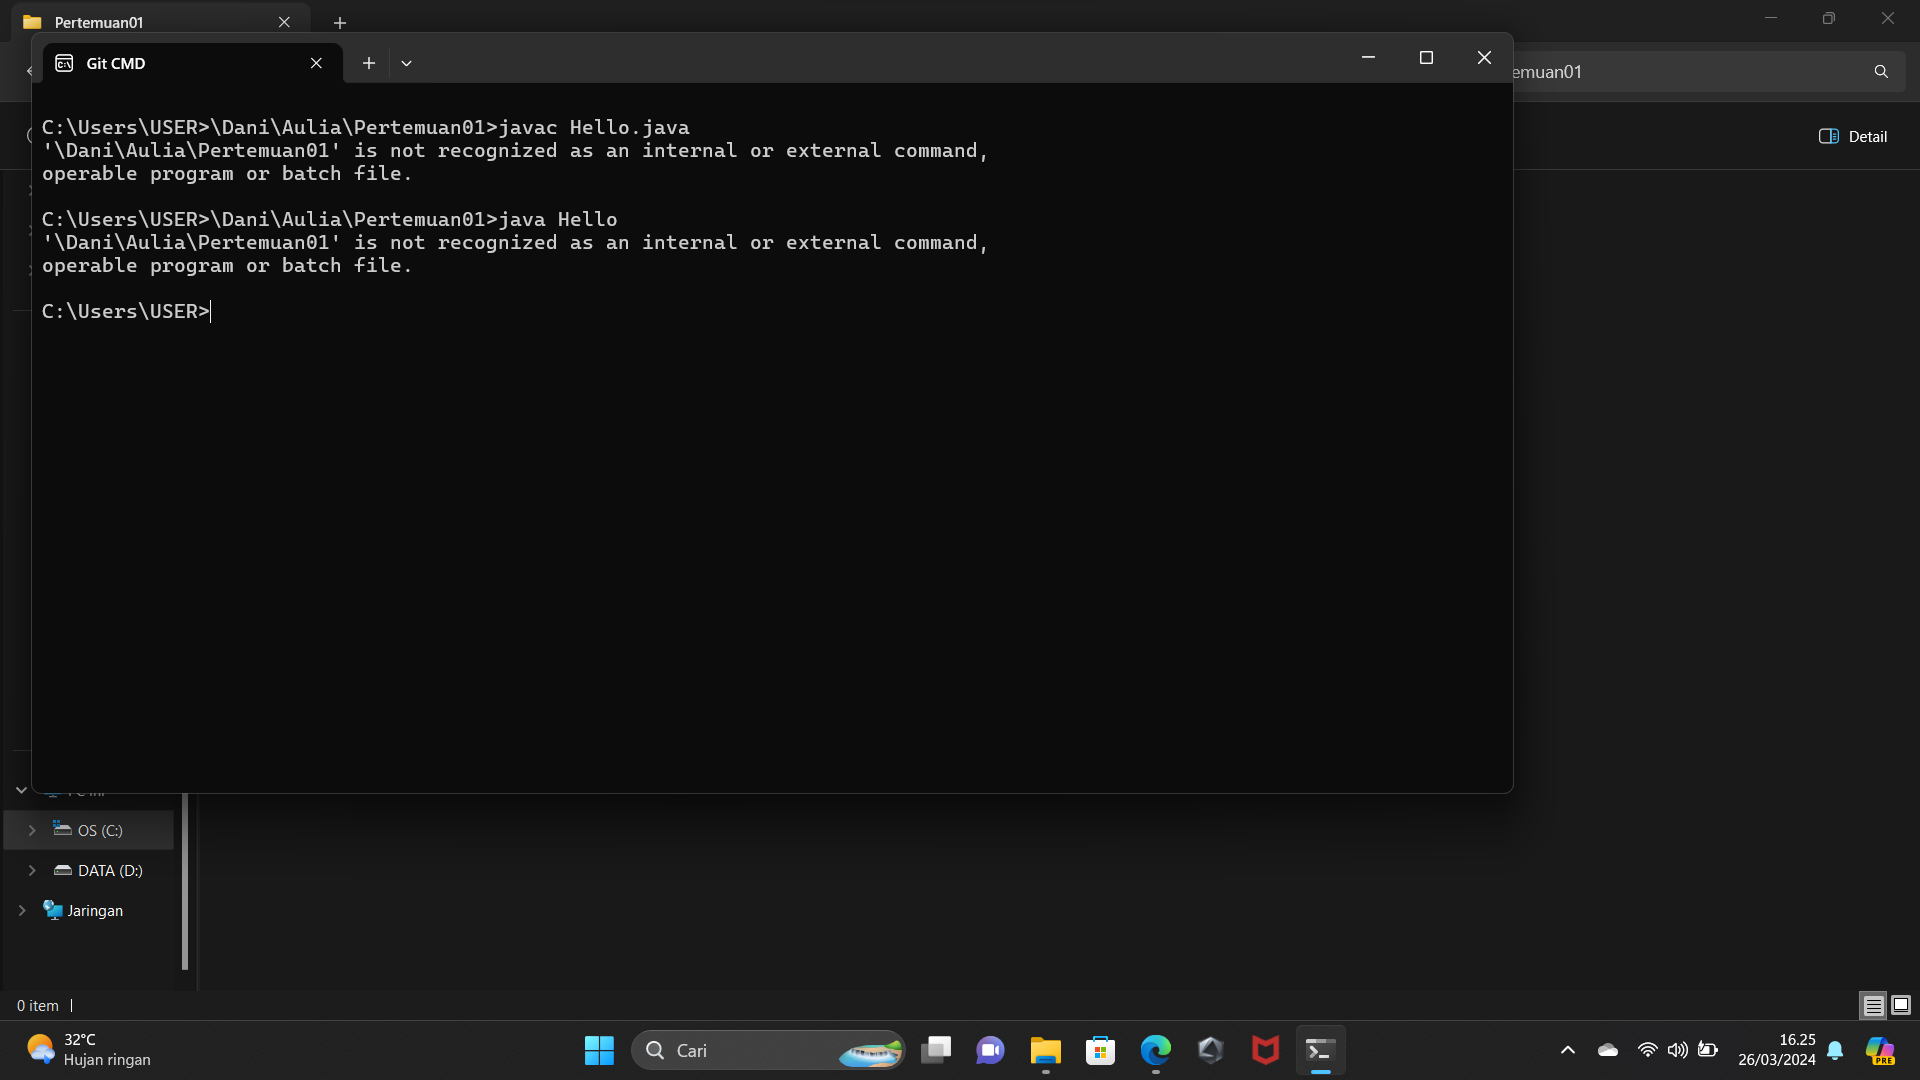 Pertemuan01
Git CMD
emuan01
Detail
C:\Users\USER>\Dani\Aulia\Pertemuan01>javac Hello.java
'\Dani\Aulia\Pertemuan01' is not recognized as an internal or external command,
operable program or batch file.
C:\Users\USER>\Dani\Aulia\Pertemuan01>java Hello
'\Dani\Aulia\Pertemuan01' is not recognized as an internal or external command,
operable program or batch file.
C:\Users\USER>
OS (C:)
DATA (D:)
Jaringan
0 item
32°C
Hujan ringan
Cari
PRE
16.25
26/03/2024